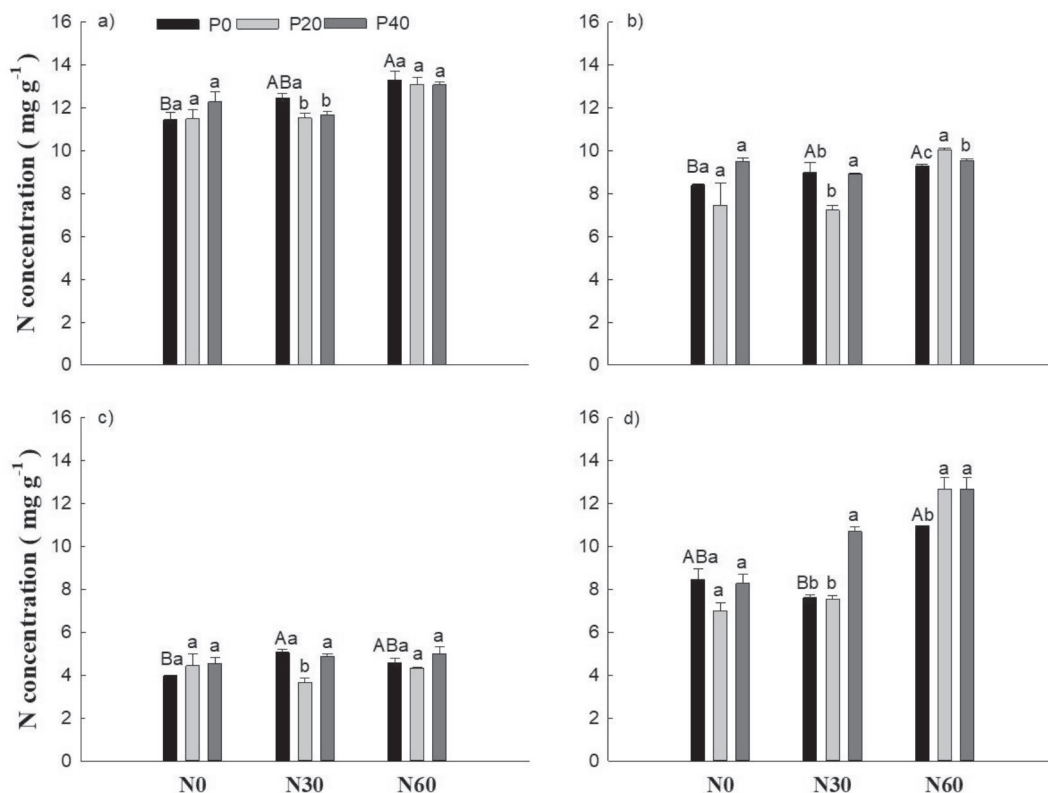 a)
P0 P20 P40
N concentration ( mg g⁻¹ )
16
14
12
10
8
6
4
2
0
Ba a a
ABa b b
Aa a a
b)
16
14
12
10
8
6
4
2
0
Ba a a
Ab b a
Ac a b
c)
N concentration ( mg g⁻¹ )
16
14
12
10
8
6
4
2
0
Ba a a
Aa b a
ABa a a
N0 N30 N60
d)
16
14
12
10
8
6
4
2
0
ABa a a
Bb b a
Ab a a
N0 N30 N60